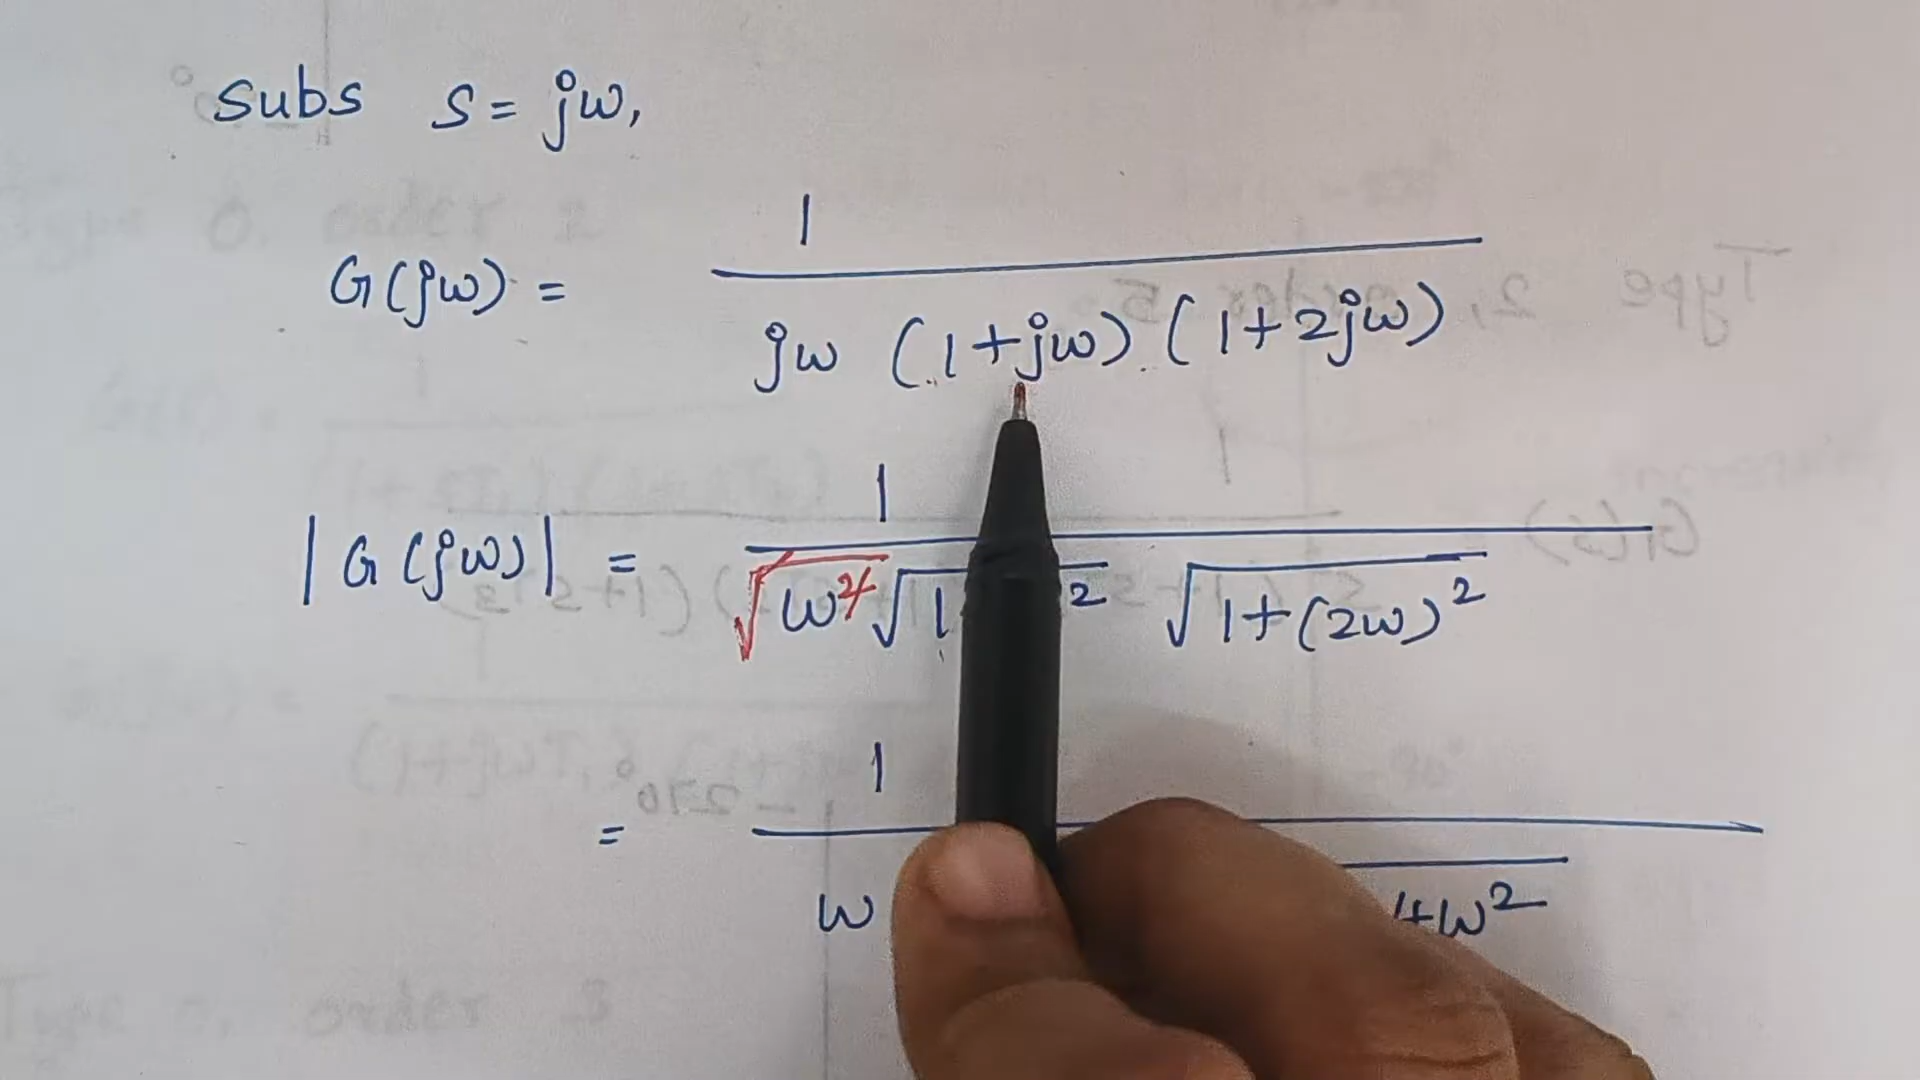 subs s = jω,
G(jω) = 1 / jω (1+jω) (1+2jω)
|G(jω)| = 1 / √ω² √1 ² √1+(2ω)²
= 1 / ω 4ω²